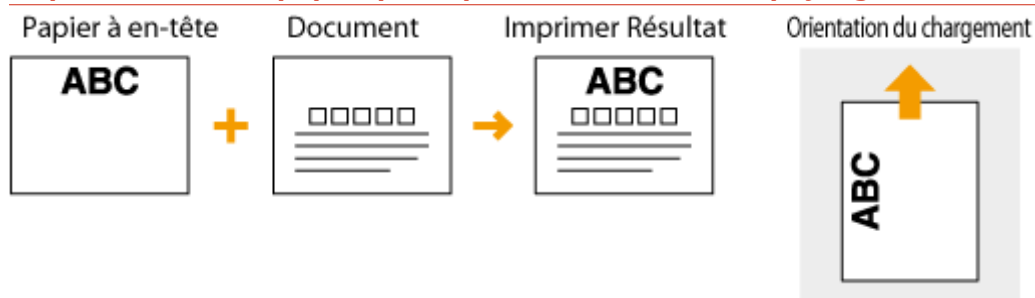 Papier à en-tête
Document
Imprimer Résultat
Orientation du chargement
ABC
ABC
ABC